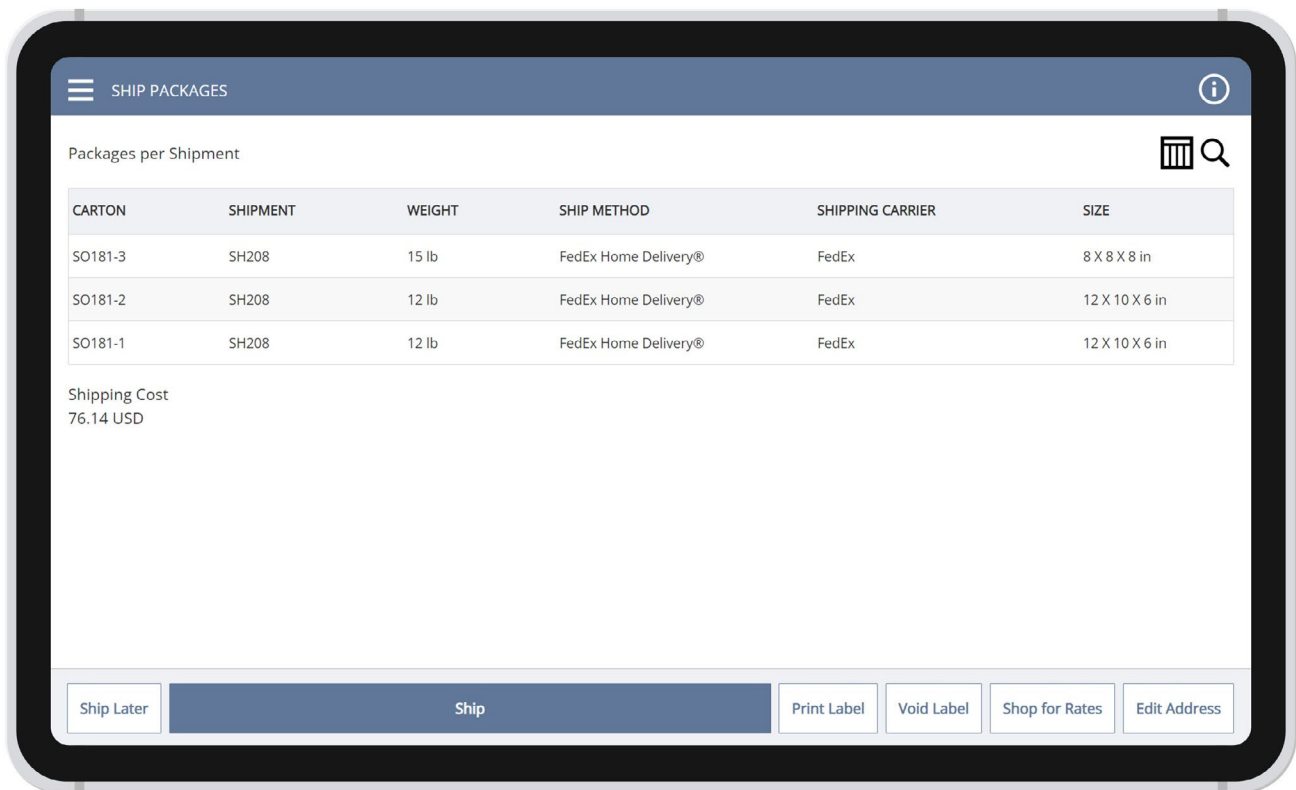 SHIP PACKAGES
Packages per Shipment
CARTON SHIPMENT WEIGHT SHIP METHOD SHIPPING CARRIER SIZE
SO181-3 SH208 15 lb FedEx Home Delivery® FedEx 8 X 8 X 8 in
SO181-2 SH208 12 lb FedEx Home Delivery® FedEx 12 X 10 X 6 in
SO181-1 SH208 12 lb FedEx Home Delivery® FedEx 12 X 10 X 6 in
Shipping Cost
76.14 USD
Ship Later Ship Print Label Void Label Shop for Rates Edit Address